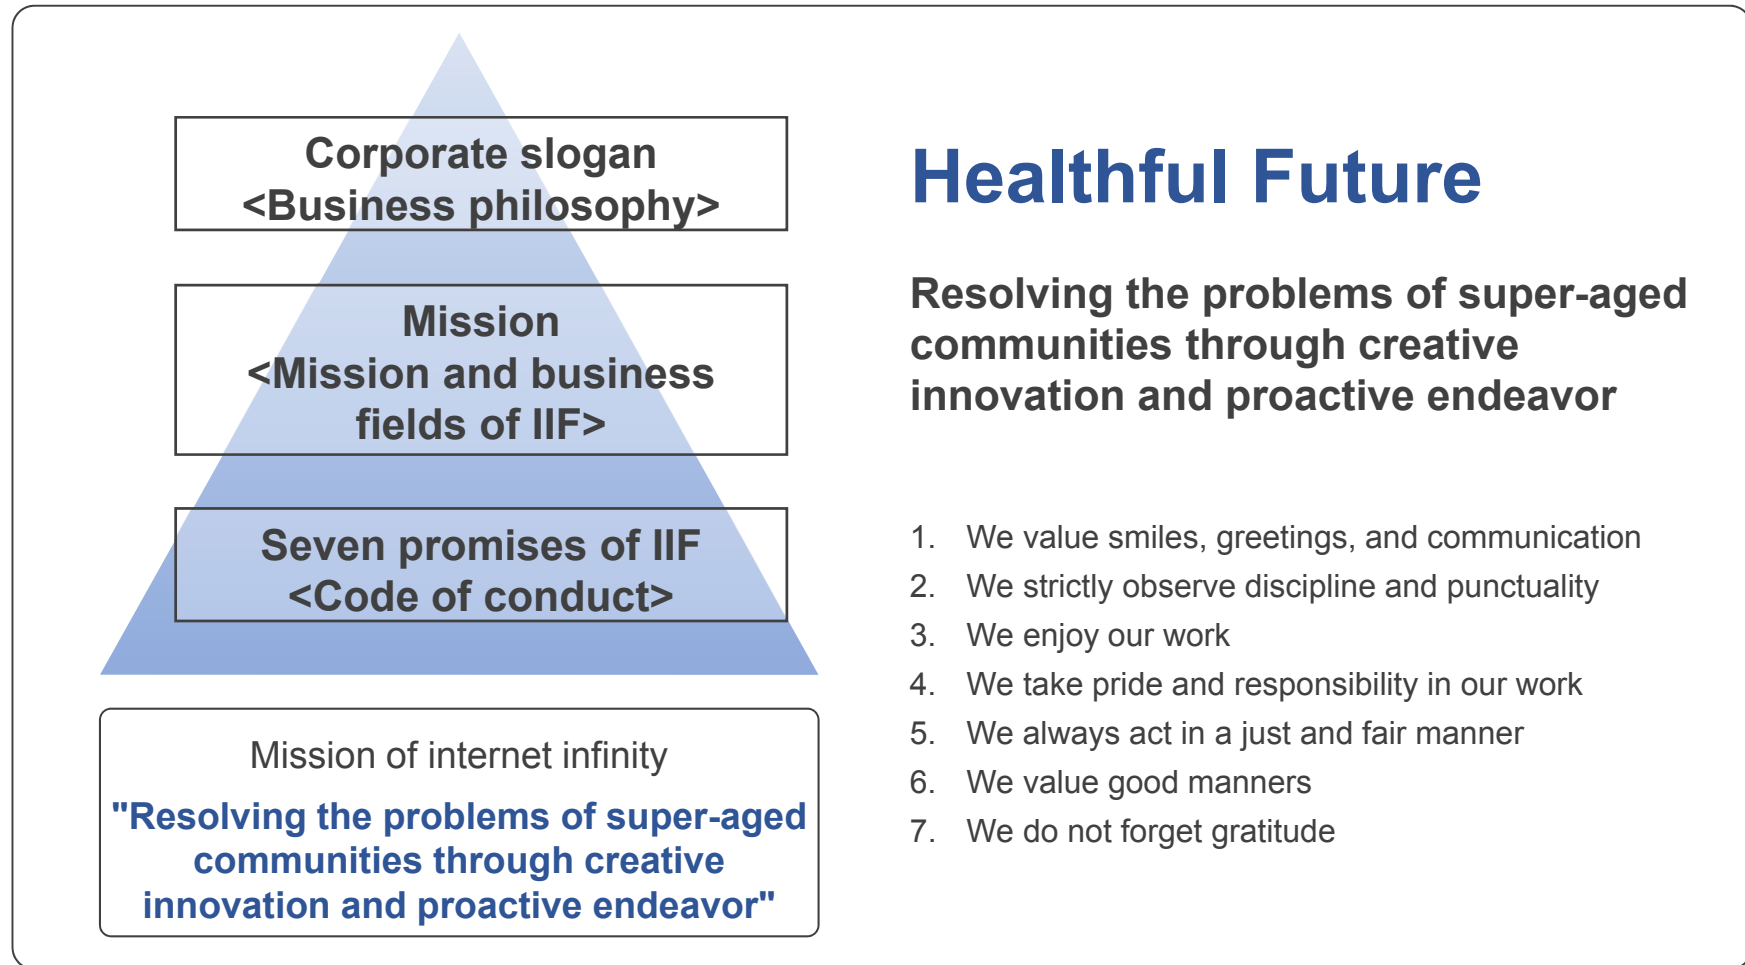 Corporate slogan
<Business philosophy>
Healthful Future
Mission
<Mission and business
fields of IIF>
Resolving the problems of super-aged
communities through creative
innovation and proactive endeavor
Seven promises of IIF
<Code of conduct>
1. We value smiles, greetings, and communication
2. We strictly observe discipline and punctuality
3. We enjoy our work
4. We take pride and responsibility in our work
5. We always act in a just and fair manner
6. We value good manners
7. We do not forget gratitude
Mission of internet infinity
"Resolving the problems of super-aged
communities through creative
innovation and proactive endeavor"